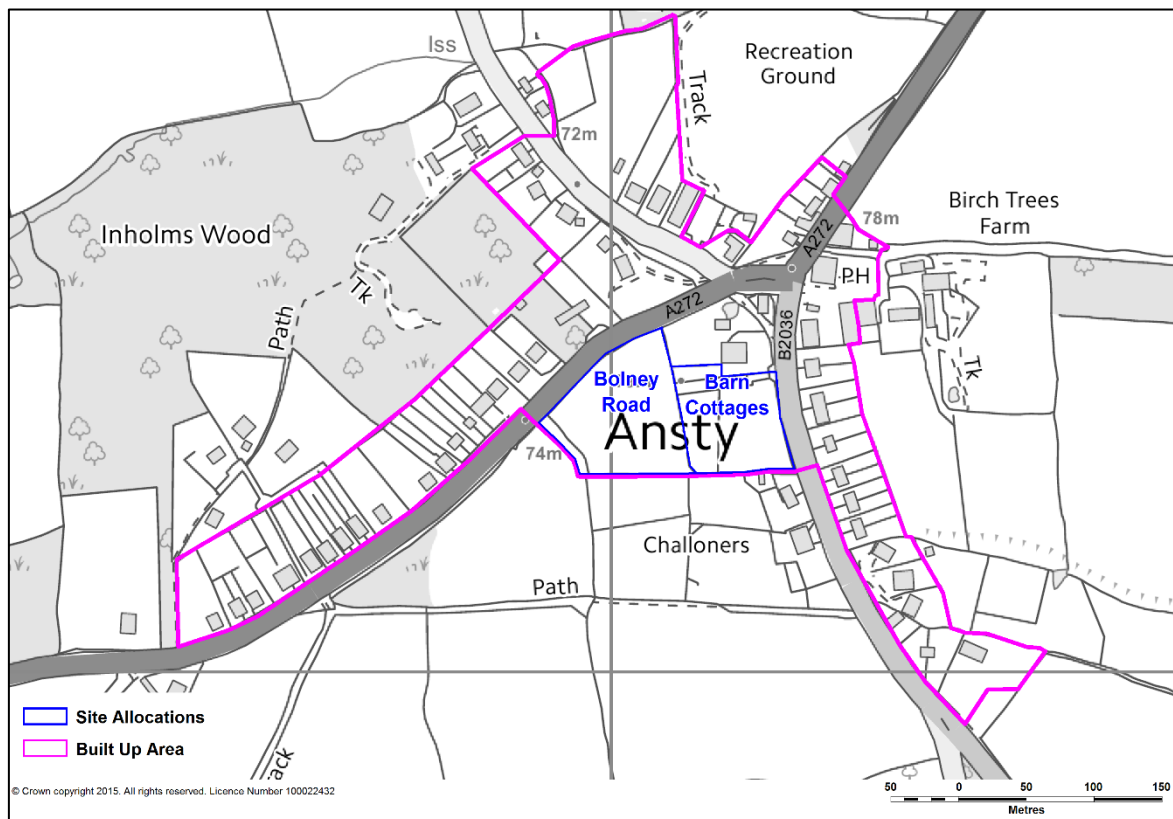 Iss
Recreation
Ground
Track
72m
78m
Birch Trees
Farm
Inholms Wood
A272
PH
Tk
A272
B2036
Path
Tk
Bolney
Road
Barn
Cottages
Ansty
74m
Challoners
Path
Site Allocations
Built Up Area
rack
© Crown copyright 2015. All rights reserved. Licence Number 100022432
50 0 50 100 150
Metres